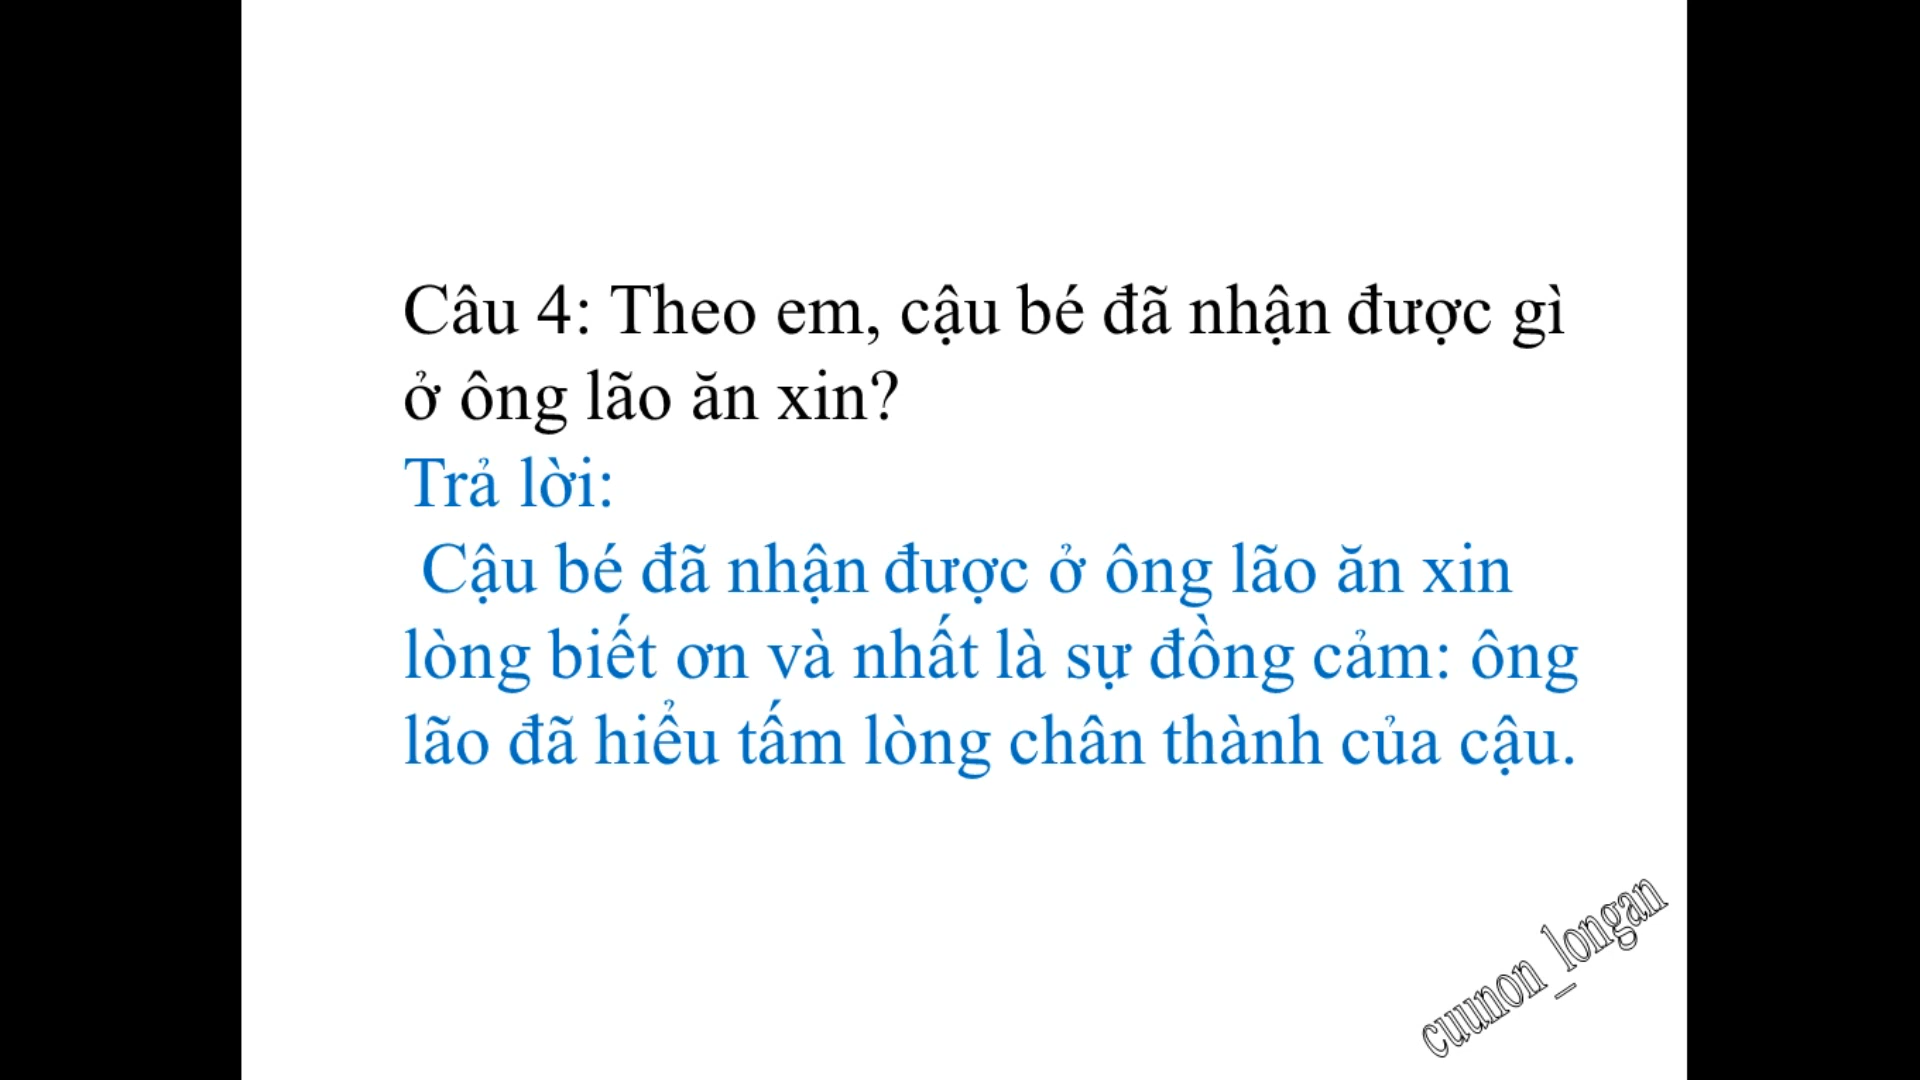 Câu 4: Theo em, cậu bé đã nhận được gì
ở ông lão ăn xin?
Trả lời:
Cậu bé đã nhận được ở ông lão ăn xin
lòng biết ơn và nhất là sự đồng cảm: ông
lão đã hiểu tấm lòng chân thành của cậu.
cuunon_longan